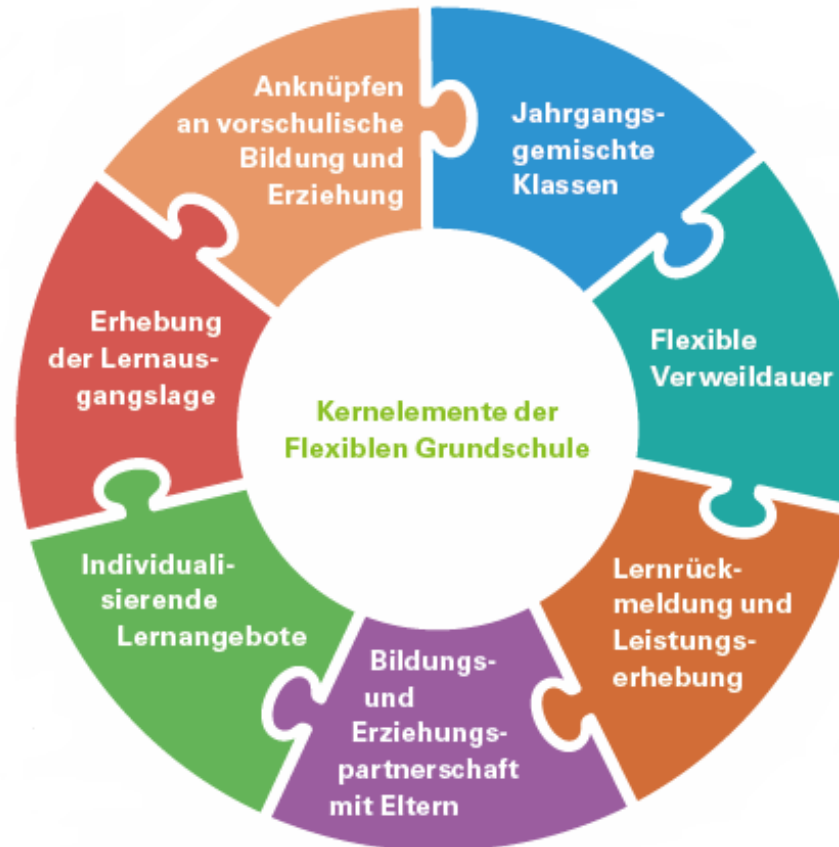 Anknüpfen
an vorschulische
Bildung und
Erziehung
Jahrgangs-
gemischte
Klassen
Flexible
Verweildauer
Lernrück-
meldung und
Leistungs-
erhebung
Bildungs-
und
Erziehungs-
partnerschaft
mit Eltern
Individuali-
sierende
Lernangebote
Erhebung
der Lernaus-
gangslage
Kernelemente der
Flexiblen Grundschule